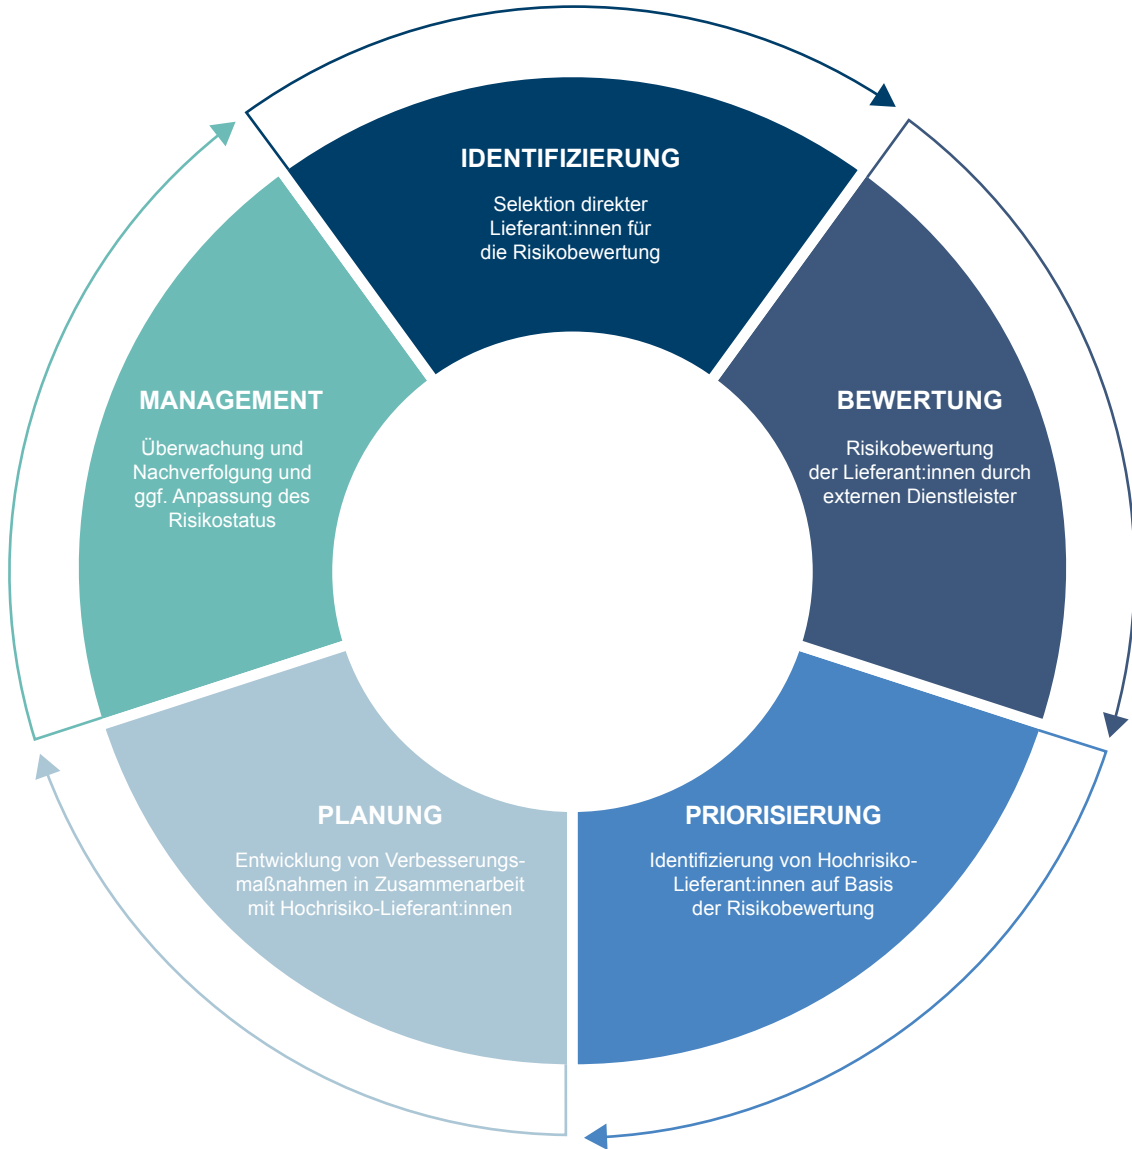 IDENTIFIZIERUNG
Selektion direkter
Lieferant:innen für
die Risikobewertung
BEWERTUNG
Risikobewertung
der Lieferant:innen durch
externen Dienstleister
PRIORISIERUNG
Identifizierung von Hochrisiko-
Lieferant:innen auf Basis
der Risikobewertung
PLANUNG
Entwicklung von Verbesserungs-
maßnahmen in Zusammenarbeit
mit Hochrisiko-Lieferant:innen
MANAGEMENT
Überwachung und
Nachverfolgung und
ggf. Anpassung des
Risikostatus